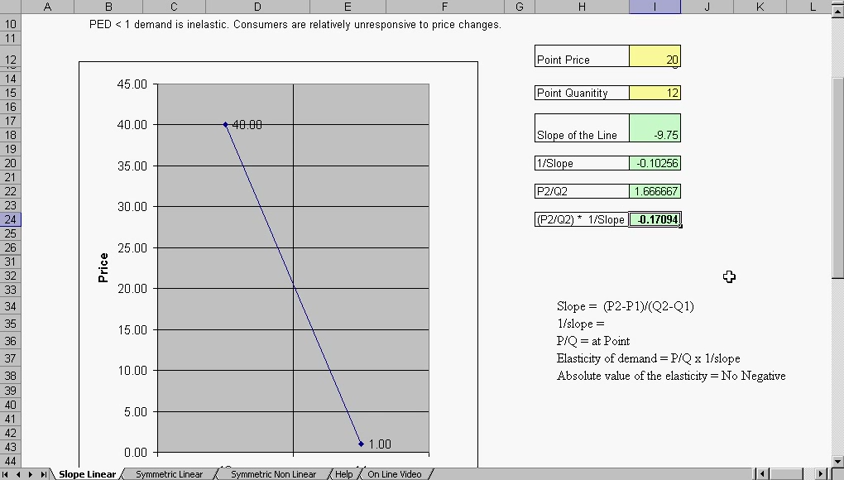 A B C D E F G H I J K L
10 PED < 1 demand is inelastic. Consumers are relatively unresponsive to price changes.
11
12 Point Price 20
14
15 Point Quanitity 12
16
17
18 Slope of the Line -9.75
19
20 1/Slope -0.10256
21
22 P2/Q2 1.666667
23
24 (P2/Q2) * 1/Slope -0.17094
25
26
31
32
33
34 Slope = (P2-P1)/(Q2-Q1)
35 1/slope =
36 P/Q = at Point
37 Elasticity of demand = P/Q x 1/slope
38 Absolute value of the elasticity = No Negative
39
40
41
42
43
44
45.00
40.00
35.00
30.00
25.00
20.00
15.00
10.00
5.00
0.00
Price
40.00
1.00
Slope Linear Symmetric Linear Symmetric Non Linear Help On Line Video